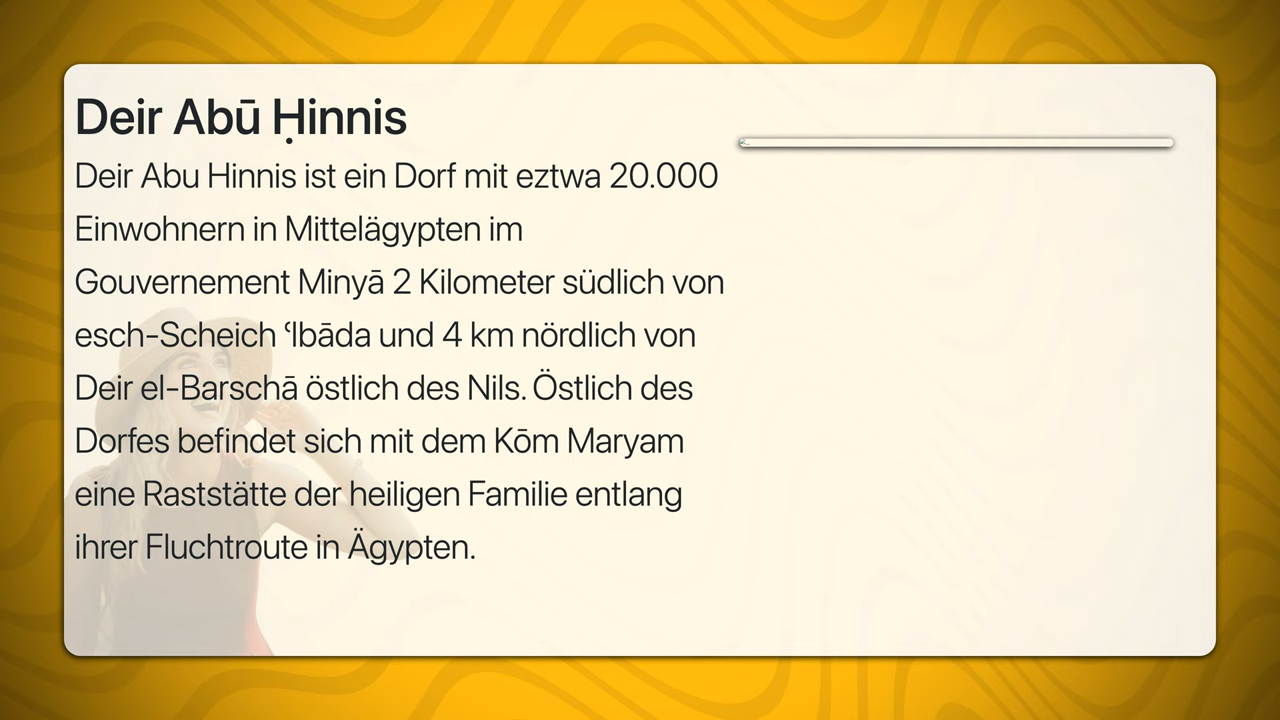 Deir Abū Ḥinnis
Deir Abu Hinnis ist ein Dorf mit eztwa 20.000
Einwohnern in Mittelägypten im
Gouvernement Minyā 2 Kilometer südlich von
esch-Scheich ʿIbāda und 4 km nördlich von
Deir el-Barschā östlich des Nils. Östlich des
Dorfes befindet sich mit dem Kōm Maryam
eine Raststätte der heiligen Familie entlang
ihrer Fluchtroute in Ägypten.